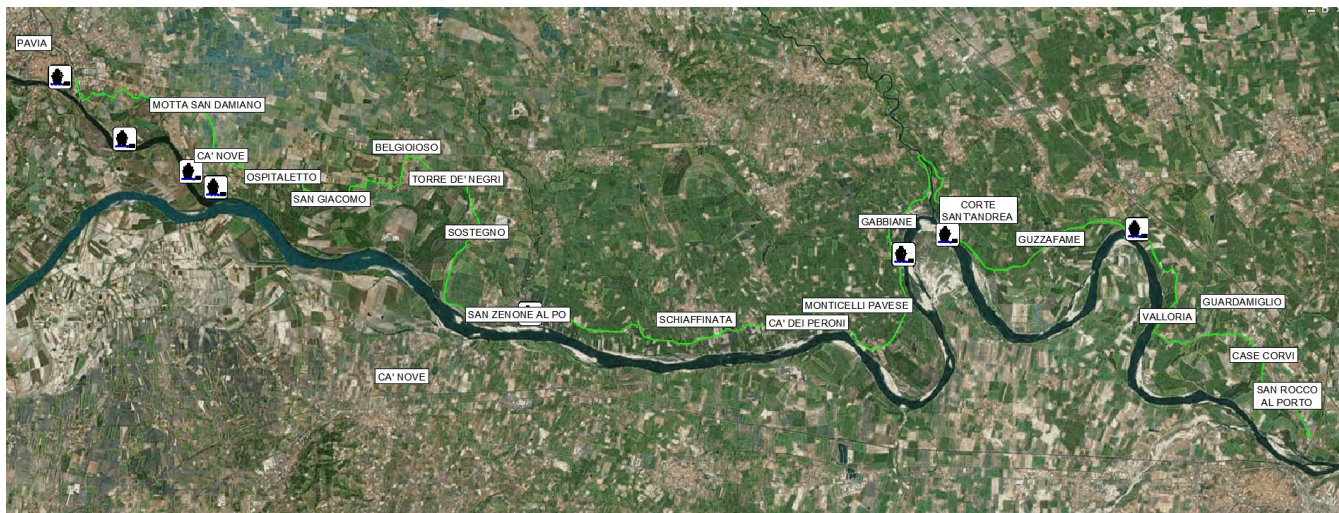 PAVIA
MOTTA SAN DAMIANO
CA' NOVE
OSPITALETTO
SAN GIACOMO
BELGIOIOSO
TORRE DE' NEGRI
SOSTEGNO
SAN ZENONE AL PO
CA' NOVE
SCHIAFFINATA
CA' DEI PERONI
MONTICELLI PAVESE
GABBIANE
CORTE
SANT'ANDREA
GUZZAFAME
GUARDAMIGLIO
VALLORIA
CASE CORVI
SAN ROCCO
AL PORTO